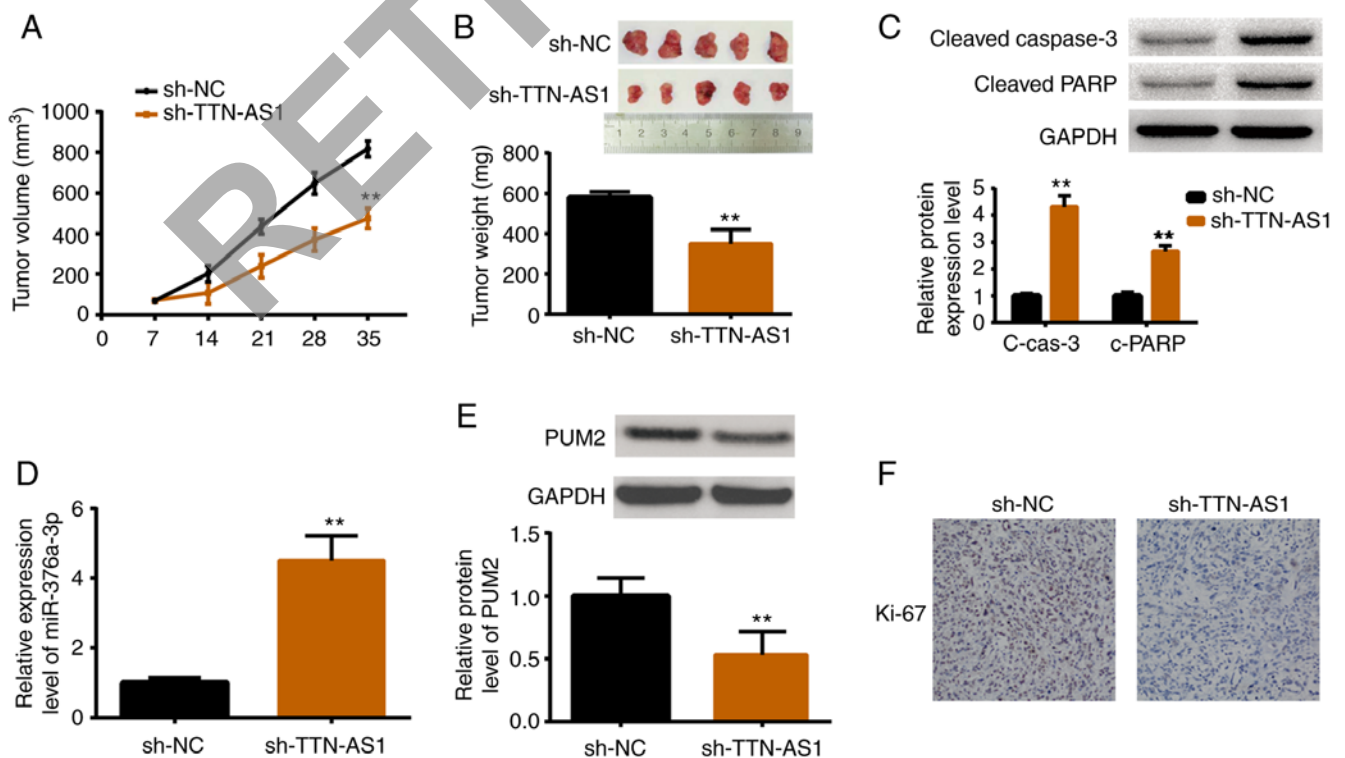 A
sh-NC
sh-TTN-AS1
Tumor volume (mm³)
1000
800
600
400
200
0
**
0 7 14 21 28 35
RET
B
sh-NC
sh-TTN-AS1
1 2 3 4 5 6 7 8 9
Tumor weight (mg)
800
600
400
200
0
**
sh-NC sh-TTN-AS1
C
Cleaved caspase-3
Cleaved PARP
GAPDH
Relative protein
expression level
5
4
3
2
1
0
**
**
sh-NC
sh-TTN-AS1
C-cas-3 c-PARP
D
Relative expression
level of miR-376a-3p
6
4
2
0
**
sh-NC sh-TTN-AS1
E
PUM2
GAPDH
Relative protein
level of PUM2
1.5
1.0
0.5
0.0
**
sh-NC sh-TTN-AS1
F
sh-NC sh-TTN-AS1
Ki-67